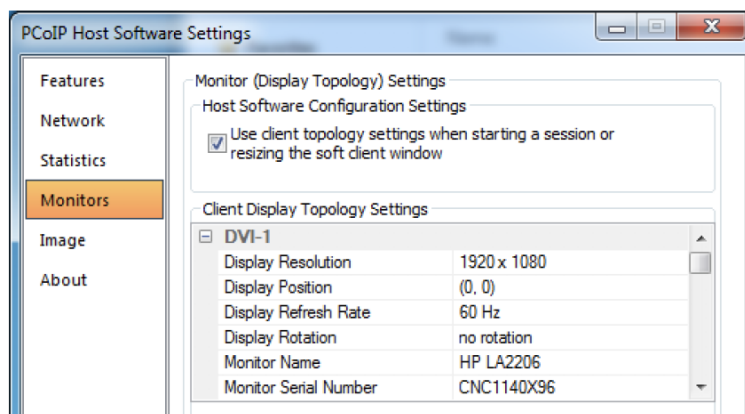 PCoIP Host Software Settings
Features
Network
Statistics
Monitors
Image
About
Monitor (Display Topology) Settings
Host Software Configuration Settings
Use client topology settings when starting a session or
resizing the soft client window
Client Display Topology Settings
DVI-1
Display Resolution 1920 x 1080
Display Position (0, 0)
Display Refresh Rate 60 Hz
Display Rotation no rotation
Monitor Name HP LA2206
Monitor Serial Number CNC1140X96